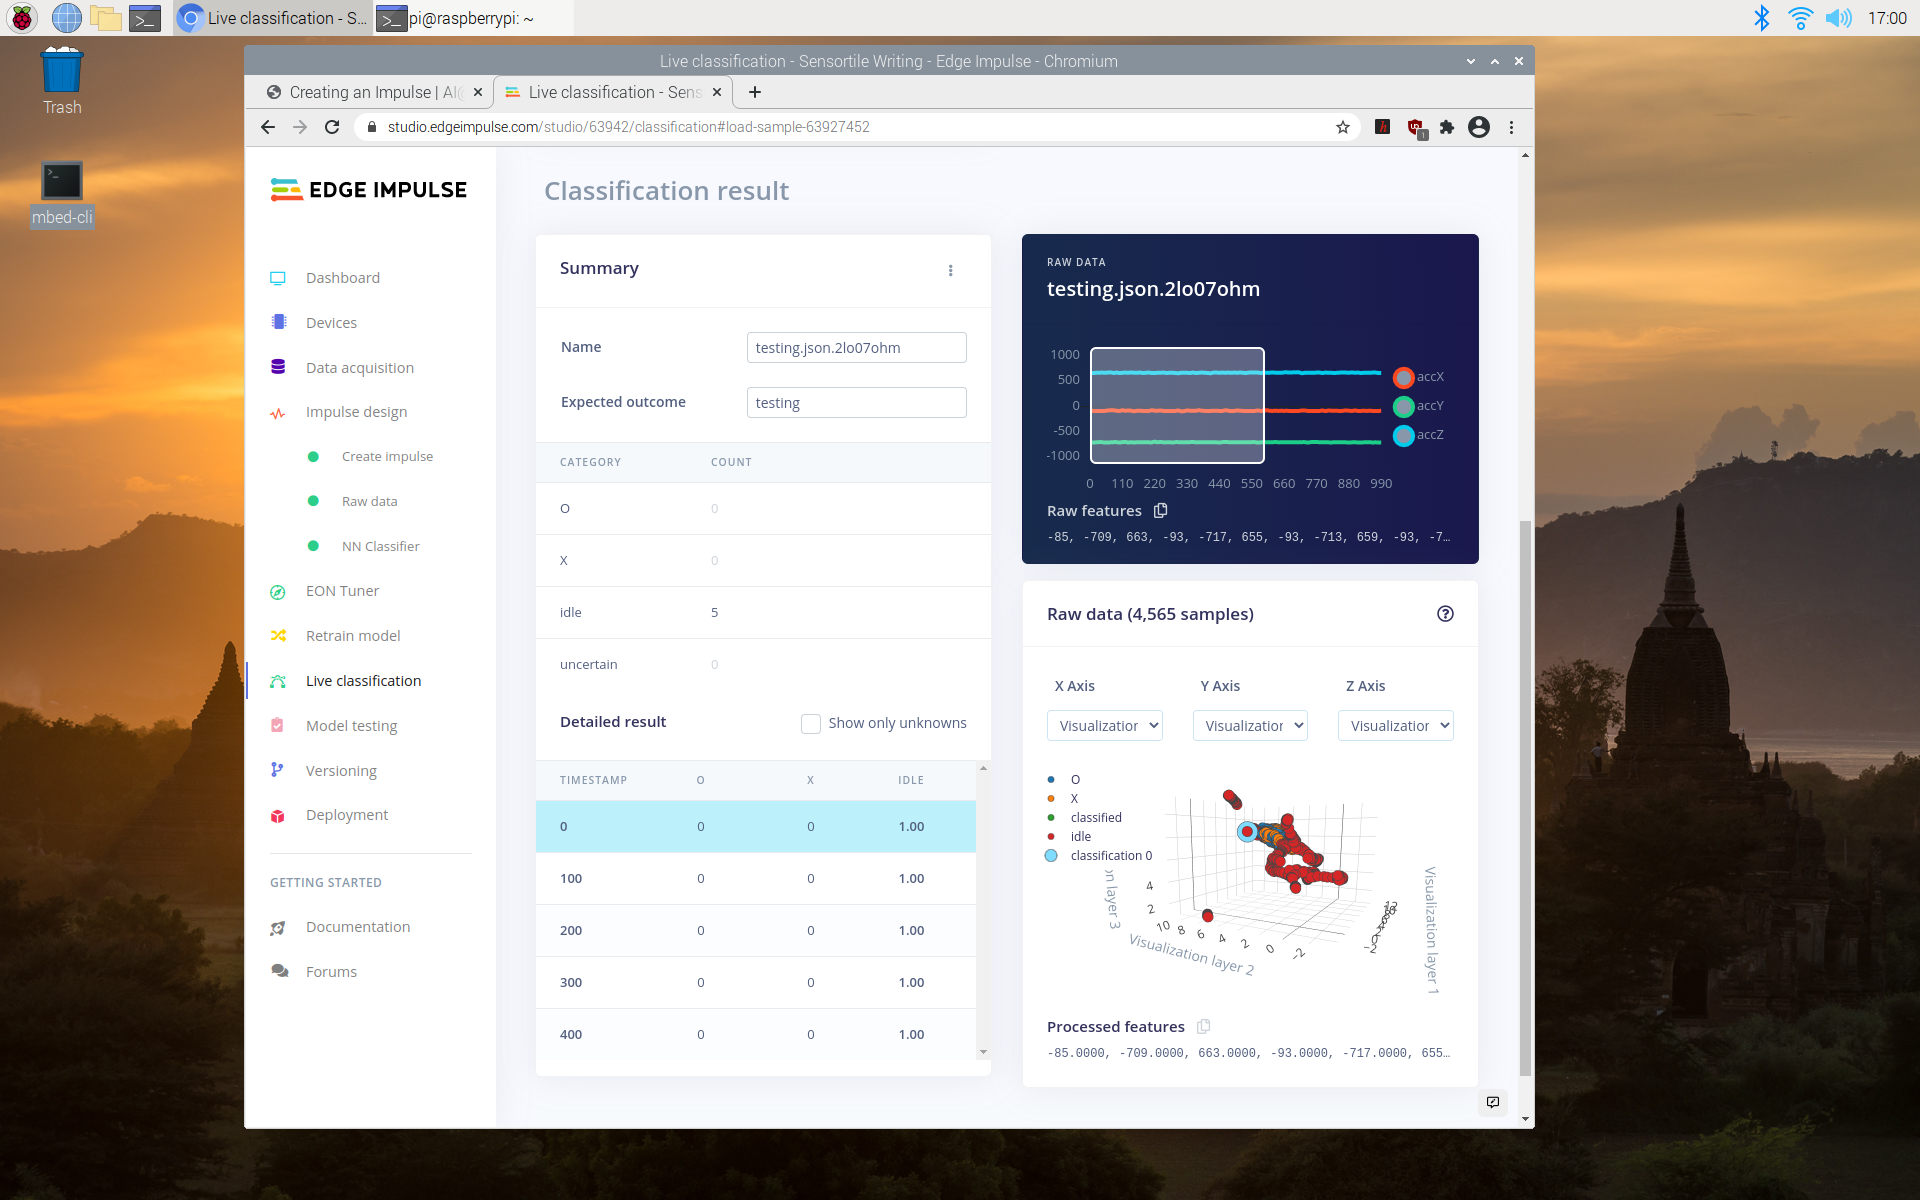 Live classification - S...
pi@raspberrypi: ~
17:00
Trash
mbed-cli
Live classification - Sensortile Writing - Edge Impulse - Chromium
Creating an Impulse | AI@
Live classification - Sens
studio.edgeimpulse.com/studio/63942/classification#load-sample-63927452
1
EDGE IMPULSE
Dashboard
Devices
Data acquisition
Impulse design
Create impulse
Raw data
NN Classifier
EON Tuner
Retrain model
Live classification
Model testing
Versioning
Deployment
GETTING STARTED
Documentation
Forums
Classification result
Summary
Name
testing.json.2lo07ohm
Expected outcome
testing
CATEGORY COUNT
O 0
X 0
idle 5
uncertain 0
Detailed result
Show only unknowns
TIMESTAMP O X IDLE
0 0 0 1.00
100 0 0 1.00
200 0 0 1.00
300 0 0 1.00
400 0 0 1.00
RAW DATA
testing.json.2lo07ohm
1000
500
0
-500
-1000
0 110 220 330 440 550 660 770 880 990
accX
accY
accZ
Raw features
-85, -709, 663, -93, -717, 655, -93, -713, 659, -93, -7…
Raw data (4,565 samples)
X Axis Y Axis Z Axis
Visualization Visualization Visualization
O
X
classified
idle
classification 0
on layer 3
4
2
10 8 6 4 2 0 −2
Visualization layer 2
12
0
−2
Visualization layer 1
Processed features
-85.0000, -709.0000, 663.0000, -93.0000, -717.0000, 655…